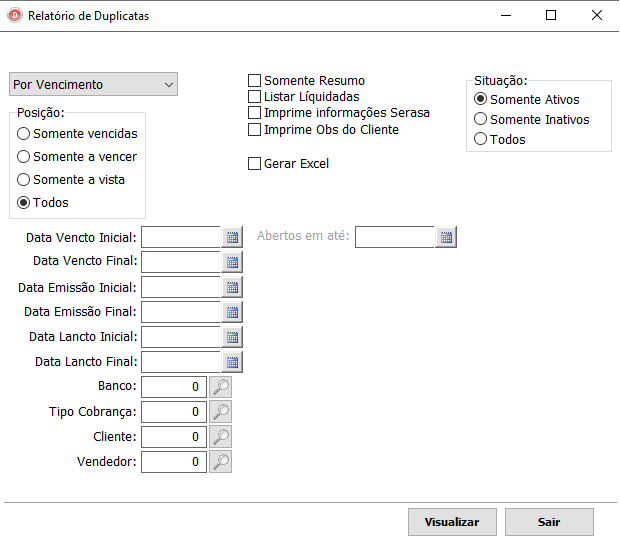 Relatório de Duplicatas
Por Vencimento
Posição:
Somente vencidas
Somente a vencer
Somente a vista
Todos
Somente Resumo
Listar Líquidadas
Imprime informações Serasa
Imprime Obs do Cliente
Gerar Excel
Situação:
Somente Ativos
Somente Inativos
Todos
Data Vencto Inicial:
Abertos em até:
Data Vencto Final:
Data Emissão Inicial:
Data Emissão Final:
Data Lancto Inicial:
Data Lancto Final:
Banco: 0
Tipo Cobrança: 0
Cliente: 0
Vendedor: 0
Visualizar
Sair